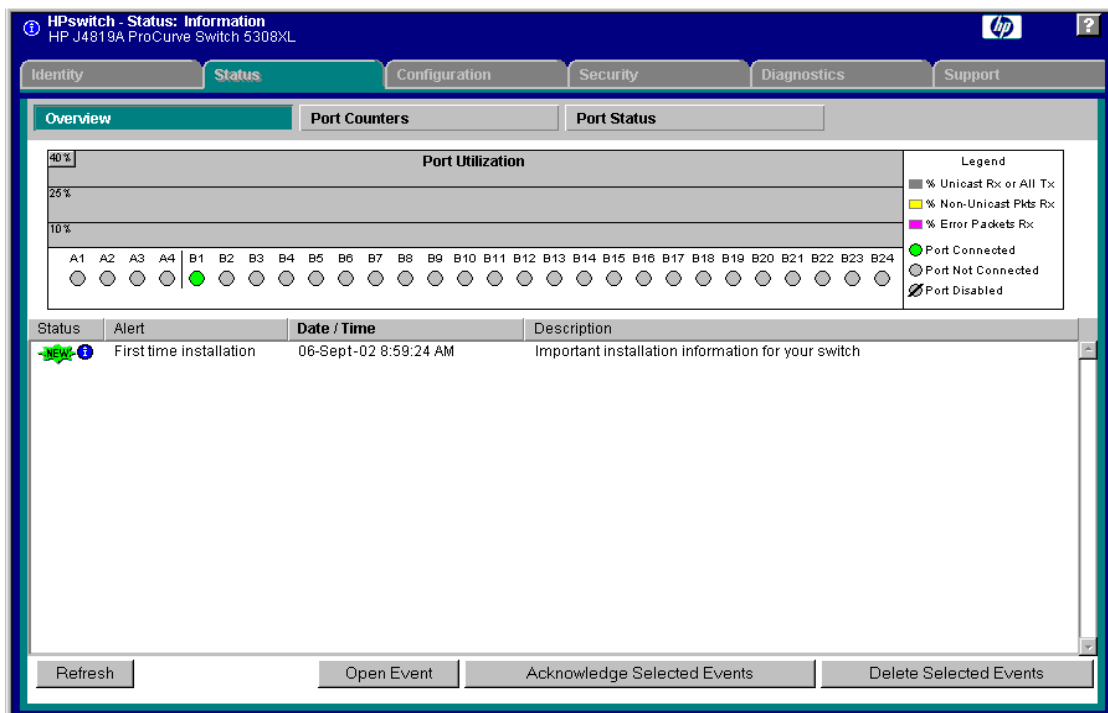 HPswitch - Status: Information
HP J4819A ProCurve Switch 5308XL
hp
?
Identity Status Configuration Security Diagnostics Support
Overview Port Counters Port Status
40% Port Utilization
25%
10%
A1 A2 A3 A4 B1 B2 B3 B4 B5 B6 B7 B8 B9 B10 B11 B12 B13 B14 B15 B16 B17 B18 B19 B20 B21 B22 B23 B24
Legend
% Unicast Rx or All Tx
% Non-Unicast Pkts Rx
% Error Packets Rx
Port Connected
Port Not Connected
Port Disabled
Status Alert Date / Time Description
NEW First time installation 06-Sept-02 8:59:24 AM Important installation information for your switch
Refresh Open Event Acknowledge Selected Events Delete Selected Events